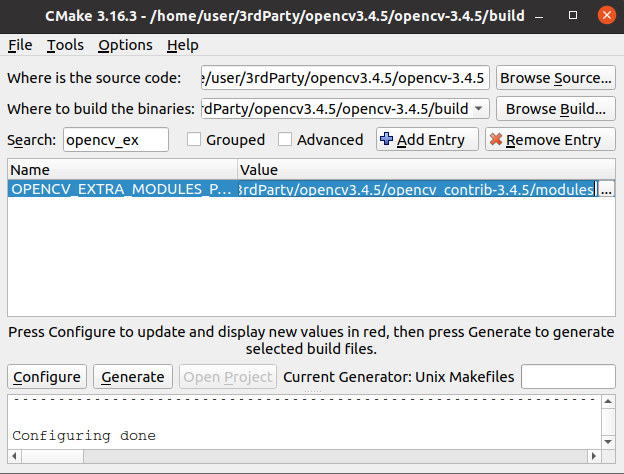 CMake 3.16.3 - /home/user/3rdParty/opencv3.4.5/opencv-3.4.5/build
File Tools Options Help
Where is the source code: e/user/3rdParty/opencv3.4.5/opencv-3.4.5 Browse Source...
Where to build the binaries: rdParty/opencv3.4.5/opencv-3.4.5/build Browse Build...
Search: opencv_ex Grouped Advanced Add Entry Remove Entry
Name Value
OPENCV_EXTRA_MODULES_P... 3rdParty/opencv3.4.5/opencv_contrib-3.4.5/modules ...
Press Configure to update and display new values in red, then press Generate to generate
selected build files.
Configure Generate Open Project Current Generator: Unix Makefiles
-----------------------------------------------------------------
Configuring done